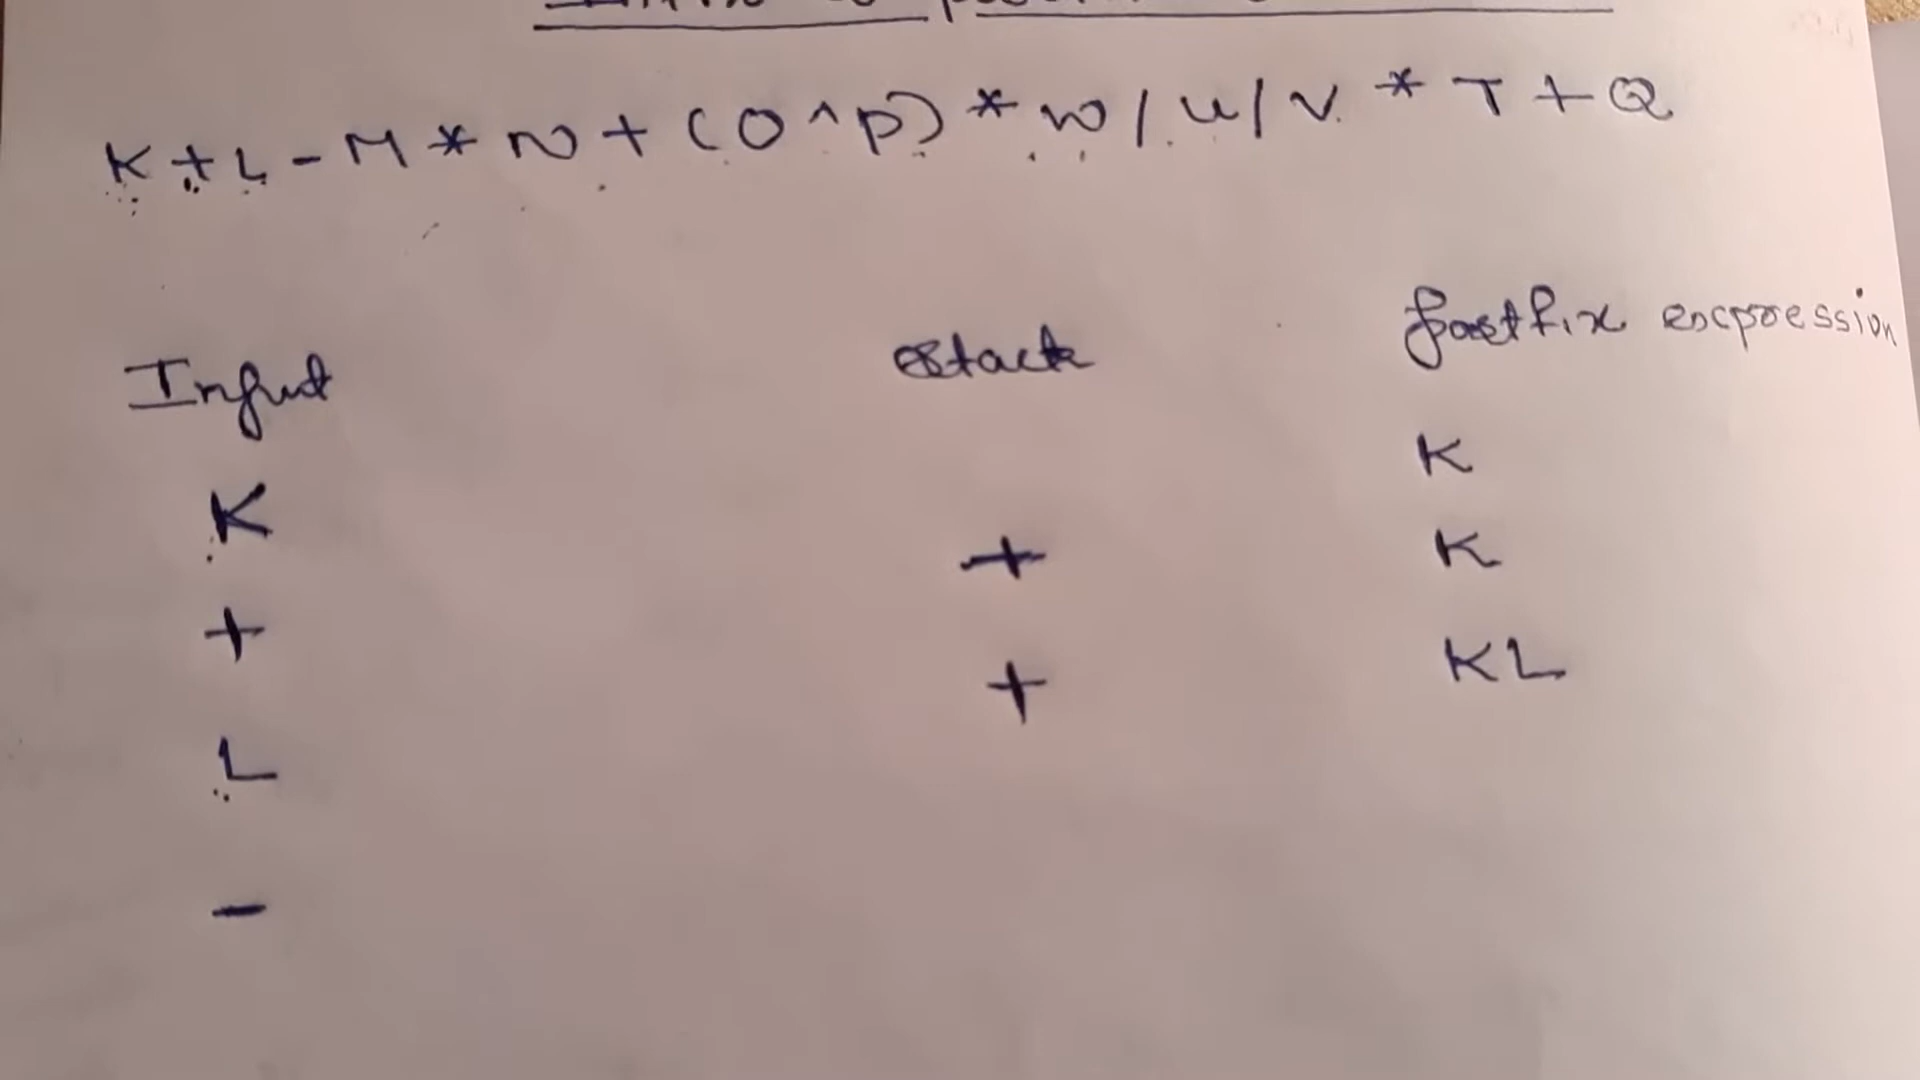 K + L - M * N + (O ^ P) * W / U / V * T + Q
Input stack postfix expression
K K
+ + K
L + KL
-